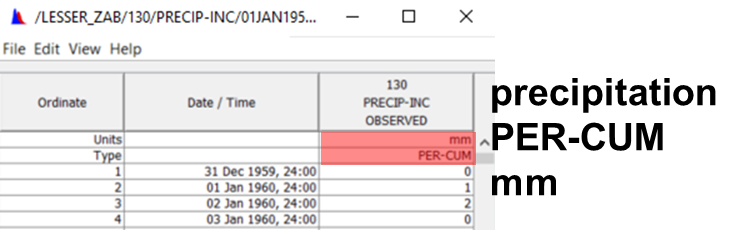 /LESSER_ZAB/130/PRECIP-INC/01JAN195...
File Edit View Help
Ordinate Date / Time 130
PRECIP-INC
OBSERVED
Units mm
Type PER-CUM
1 31 Dec 1959, 24:00 0
2 01 Jan 1960, 24:00 1
3 02 Jan 1960, 24:00 2
4 03 Jan 1960, 24:00 0
precipitation
PER-CUM
mm